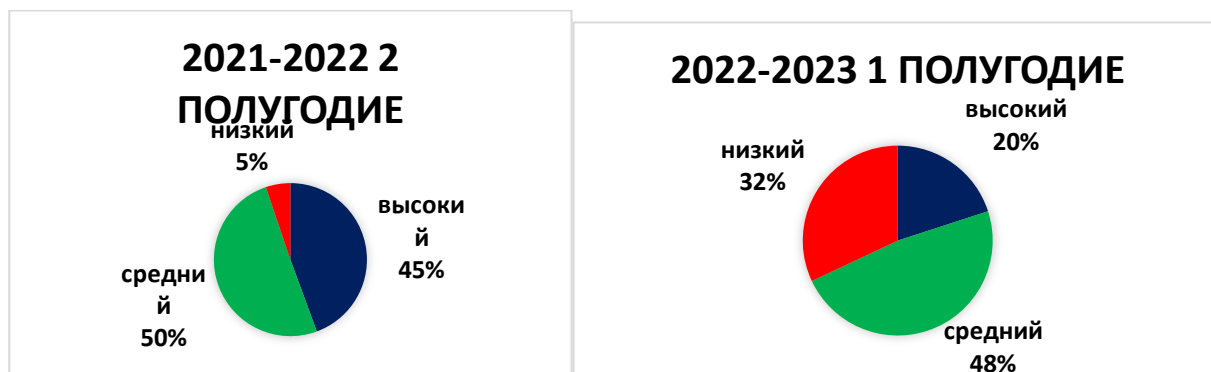 2021-2022 2
ПОЛУГОДИЕ
низкий
5%
высоки
й
45%
средни
й
50%
2022-2023 1 ПОЛУГОДИЕ
высокий
20%
низкий
32%
средний
48%